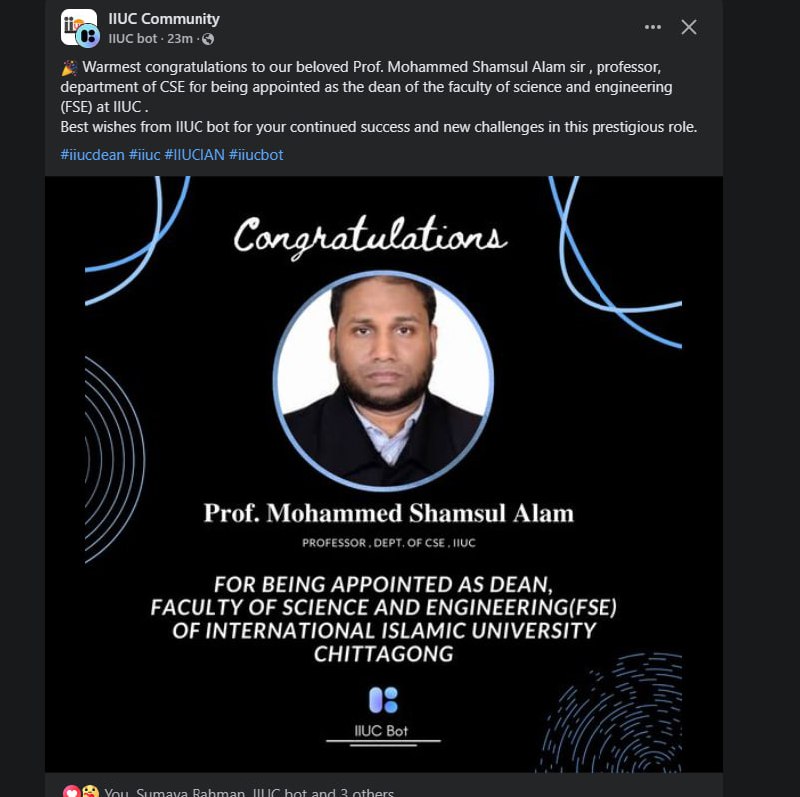 IIUC Community
IIUC bot · 23m ·
🎉 Warmest congratulations to our beloved Prof. Mohammed Shamsul Alam sir , professor,
department of CSE for being appointed as the dean of the faculty of science and engineering
(FSE) at IIUC .
Best wishes from IIUC bot for your continued success and new challenges in this prestigious role.
#iiucdean #iiuc #IIUCIAN #iiucbot
Congratulations
Prof. Mohammed Shamsul Alam
PROFESSOR , DEPT. OF CSE , IIUC
FOR BEING APPOINTED AS DEAN,
FACULTY OF SCIENCE AND ENGINEERING(FSE)
OF INTERNATIONAL ISLAMIC UNIVERSITY
CHITTAGONG
IIUC Bot
You, Sumaya Rahman, IIUC bot and 3 others